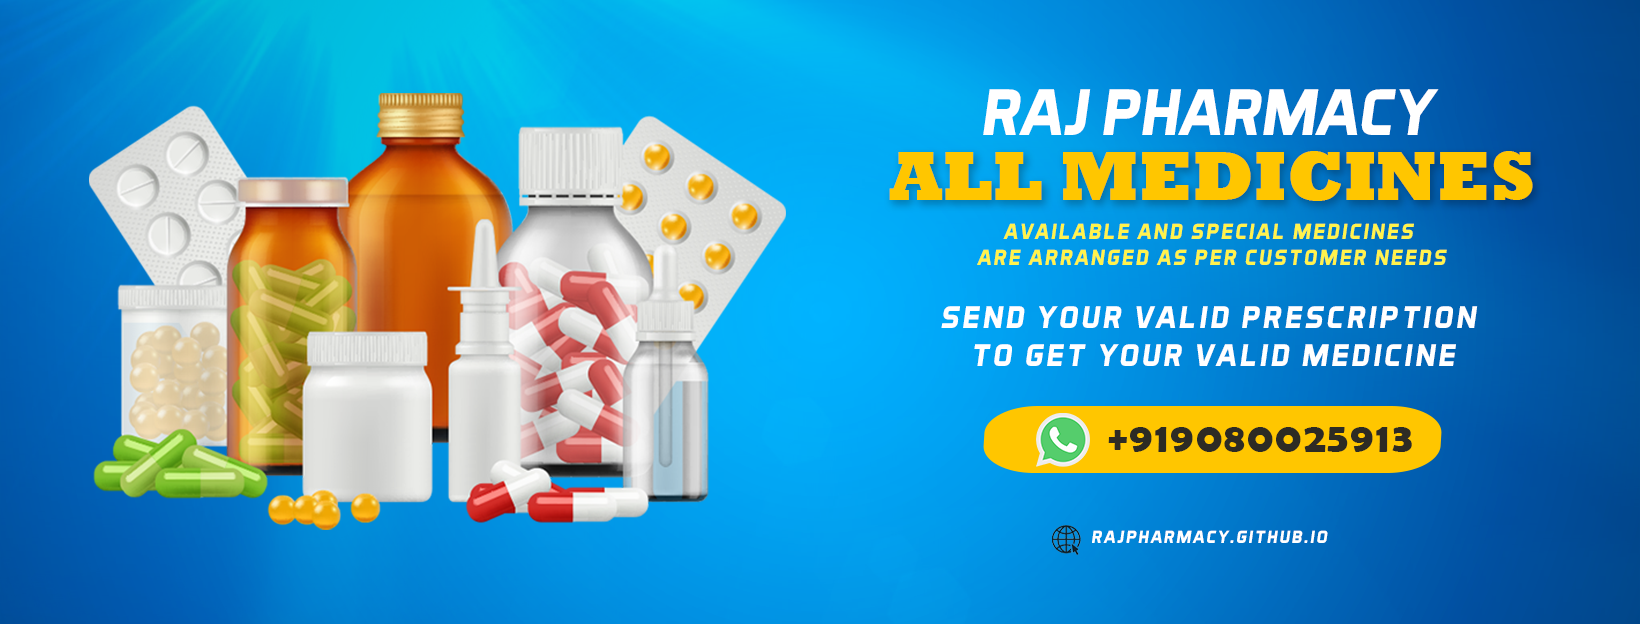 RAJ PHARMACY
ALL MEDICINES
AVAILABLE AND SPECIAL MEDICINES
ARE ARRANGED AS PER CUSTOMER NEEDS
SEND YOUR VALID PRESCRIPTION
TO GET YOUR VALID MEDICINE
+919080025913
RAJPHARMACY.GITHUB.IO